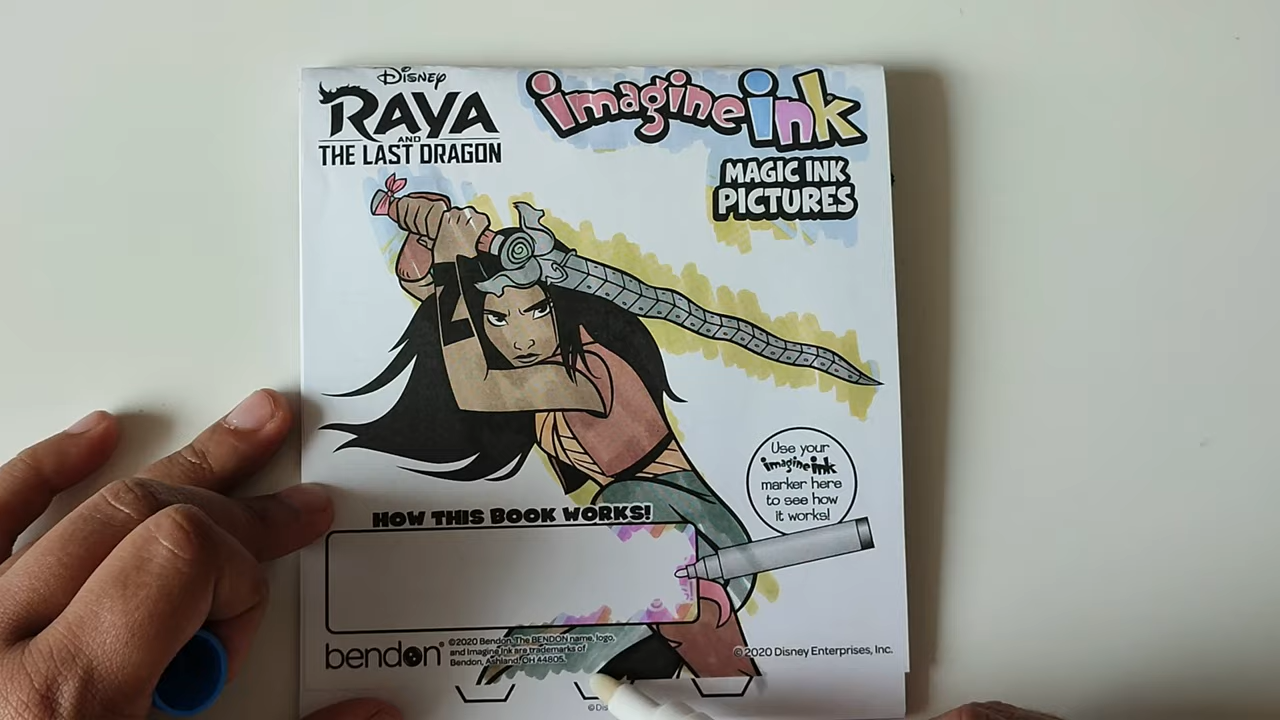 Disney
RAYA
AND
THE LAST DRAGON
imagine ink
MAGIC INK
PICTURES
Use your
imagine ink
marker here
to see how
it works!
HOW THIS BOOK WORKS!
bendon®
©2020 Bendon. The BENDON name, logo,
and Imagine Ink are trademarks of
Bendon, Ashland, OH 44805.
©2020 Disney Enterprises, Inc.